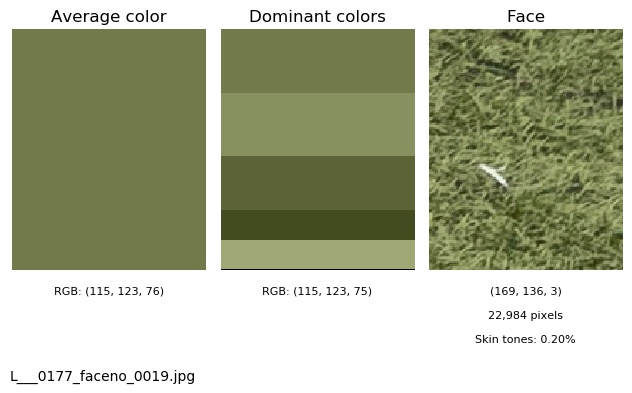 Average color
Dominant colors
Face
RGB: (115, 123, 76)
RGB: (115, 123, 75)
(169, 136, 3)
22,984 pixels
Skin tones: 0.20%
L___0177_faceno_0019.jpg